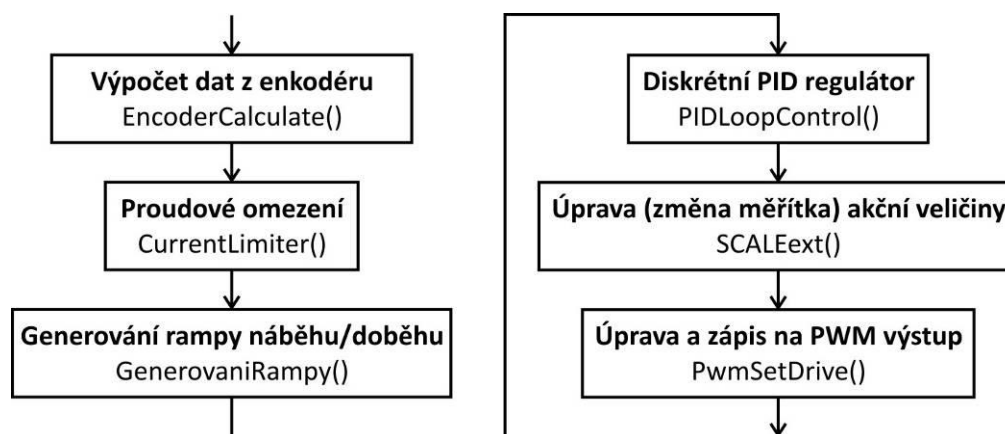 Výpočet dat z enkodéru
EncoderCalculate()
Proudové omezení
CurrentLimiter()
Generování rampy náběhu/doběhu
GenerovaniRampy()
Diskrétní PID regulátor
PIDLoopControl()
Úprava (změna měřítka) akční veličiny
SCALEext()
Úprava a zápis na PWM výstup
PwmSetDrive()